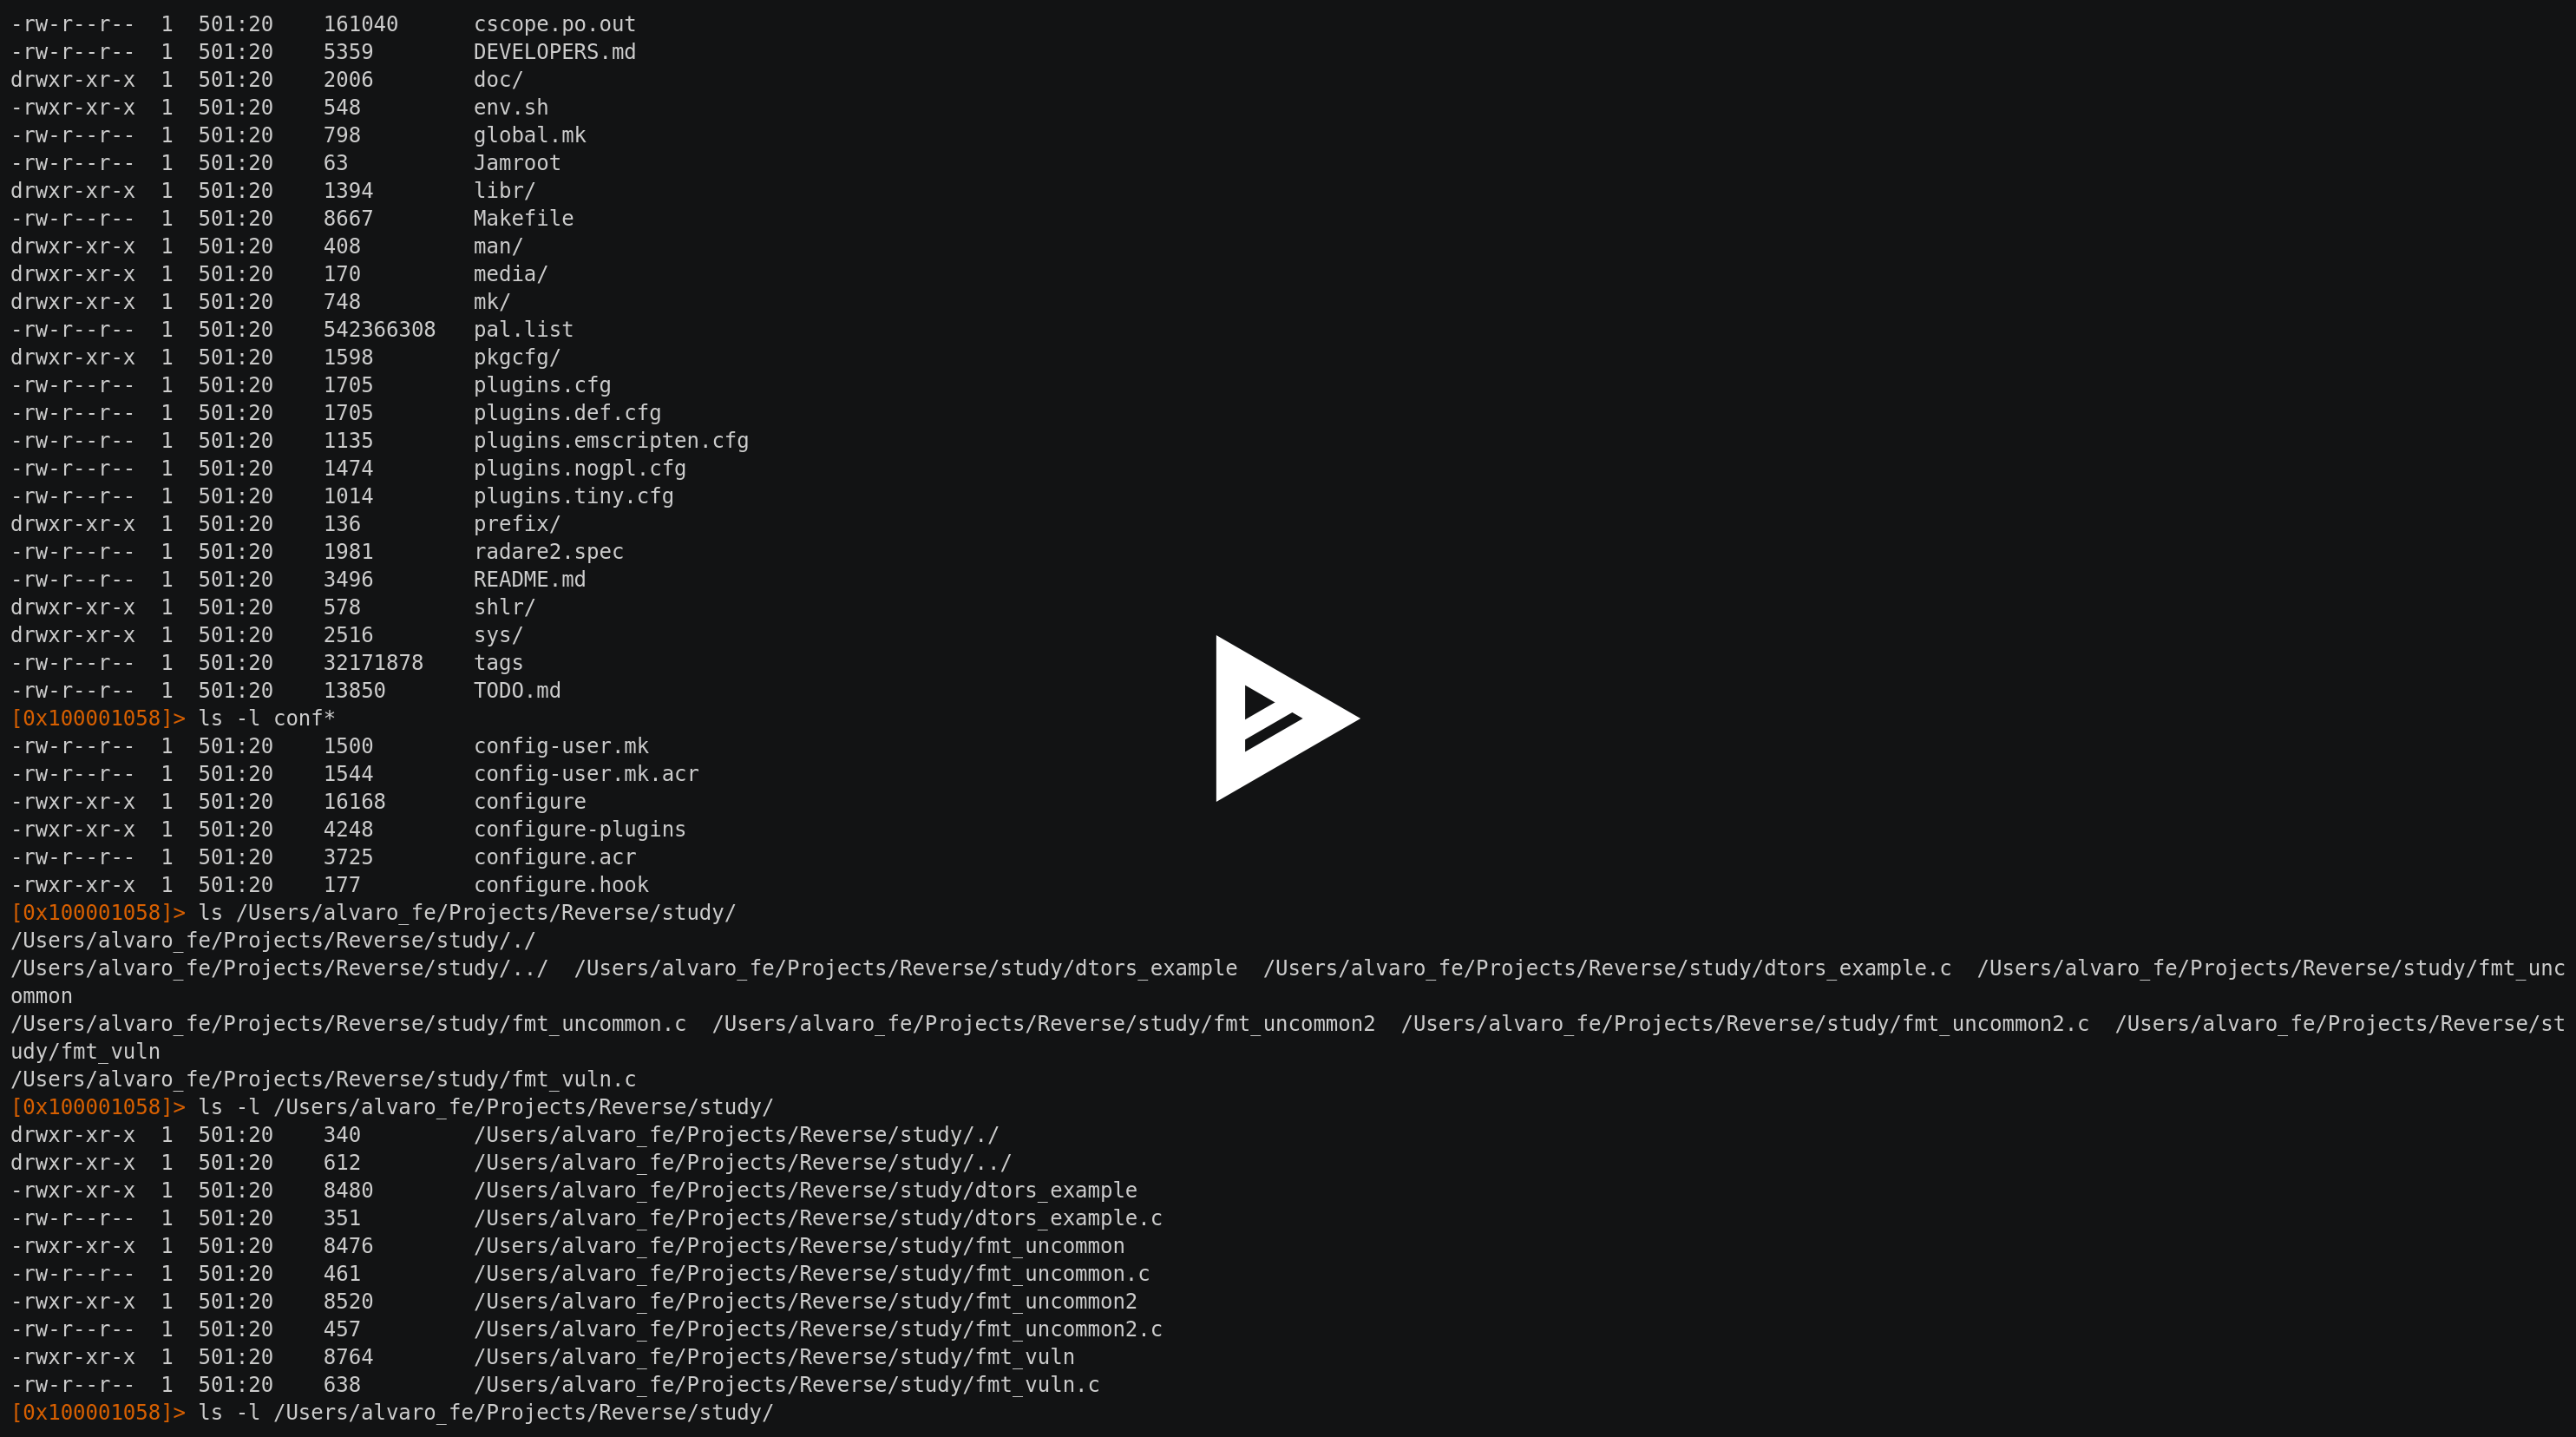 -rw-r--r--  1  501:20    161040      cscope.po.out
-rw-r--r--  1  501:20    5359        DEVELOPERS.md
drwxr-xr-x  1  501:20    2006        doc/
-rwxr-xr-x  1  501:20    548         env.sh
-rw-r--r--  1  501:20    798         global.mk
-rw-r--r--  1  501:20    63          Jamroot
drwxr-xr-x  1  501:20    1394        libr/
-rw-r--r--  1  501:20    8667        Makefile
drwxr-xr-x  1  501:20    408         man/
drwxr-xr-x  1  501:20    170         media/
drwxr-xr-x  1  501:20    748         mk/
-rw-r--r--  1  501:20    542366308   pal.list
drwxr-xr-x  1  501:20    1598        pkgcfg/
-rw-r--r--  1  501:20    1705        plugins.cfg
-rw-r--r--  1  501:20    1705        plugins.def.cfg
-rw-r--r--  1  501:20    1135        plugins.emscripten.cfg
-rw-r--r--  1  501:20    1474        plugins.nogpl.cfg
-rw-r--r--  1  501:20    1014        plugins.tiny.cfg
drwxr-xr-x  1  501:20    136         prefix/
-rw-r--r--  1  501:20    1981        radare2.spec
-rw-r--r--  1  501:20    3496        README.md
drwxr-xr-x  1  501:20    578         shlr/
drwxr-xr-x  1  501:20    2516        sys/
-rw-r--r--  1  501:20    32171878    tags
-rw-r--r--  1  501:20    13850       TODO.md
[0x100001058]> ls -l conf*
-rw-r--r--  1  501:20    1500        config-user.mk
-rw-r--r--  1  501:20    1544        config-user.mk.acr
-rwxr-xr-x  1  501:20    16168       configure
-rwxr-xr-x  1  501:20    4248        configure-plugins
-rw-r--r--  1  501:20    3725        configure.acr
-rwxr-xr-x  1  501:20    177         configure.hook
[0x100001058]> ls /Users/alvaro_fe/Projects/Reverse/study/
/Users/alvaro_fe/Projects/Reverse/study/./
/Users/alvaro_fe/Projects/Reverse/study/../  /Users/alvaro_fe/Projects/Reverse/study/dtors_example  /Users/alvaro_fe/Projects/Reverse/study/dtors_example.c  /Users/alvaro_fe/Projects/Reverse/study/fmt_unc
ommon
/Users/alvaro_fe/Projects/Reverse/study/fmt_uncommon.c  /Users/alvaro_fe/Projects/Reverse/study/fmt_uncommon2  /Users/alvaro_fe/Projects/Reverse/study/fmt_uncommon2.c  /Users/alvaro_fe/Projects/Reverse/st
udy/fmt_vuln
/Users/alvaro_fe/Projects/Reverse/study/fmt_vuln.c
[0x100001058]> ls -l /Users/alvaro_fe/Projects/Reverse/study/
drwxr-xr-x  1  501:20    340         /Users/alvaro_fe/Projects/Reverse/study/./
drwxr-xr-x  1  501:20    612         /Users/alvaro_fe/Projects/Reverse/study/../
-rwxr-xr-x  1  501:20    8480        /Users/alvaro_fe/Projects/Reverse/study/dtors_example
-rw-r--r--  1  501:20    351         /Users/alvaro_fe/Projects/Reverse/study/dtors_example.c
-rwxr-xr-x  1  501:20    8476        /Users/alvaro_fe/Projects/Reverse/study/fmt_uncommon
-rw-r--r--  1  501:20    461         /Users/alvaro_fe/Projects/Reverse/study/fmt_uncommon.c
-rwxr-xr-x  1  501:20    8520        /Users/alvaro_fe/Projects/Reverse/study/fmt_uncommon2
-rw-r--r--  1  501:20    457         /Users/alvaro_fe/Projects/Reverse/study/fmt_uncommon2.c
-rwxr-xr-x  1  501:20    8764        /Users/alvaro_fe/Projects/Reverse/study/fmt_vuln
-rw-r--r--  1  501:20    638         /Users/alvaro_fe/Projects/Reverse/study/fmt_vuln.c
[0x100001058]> ls -l /Users/alvaro_fe/Projects/Reverse/study/